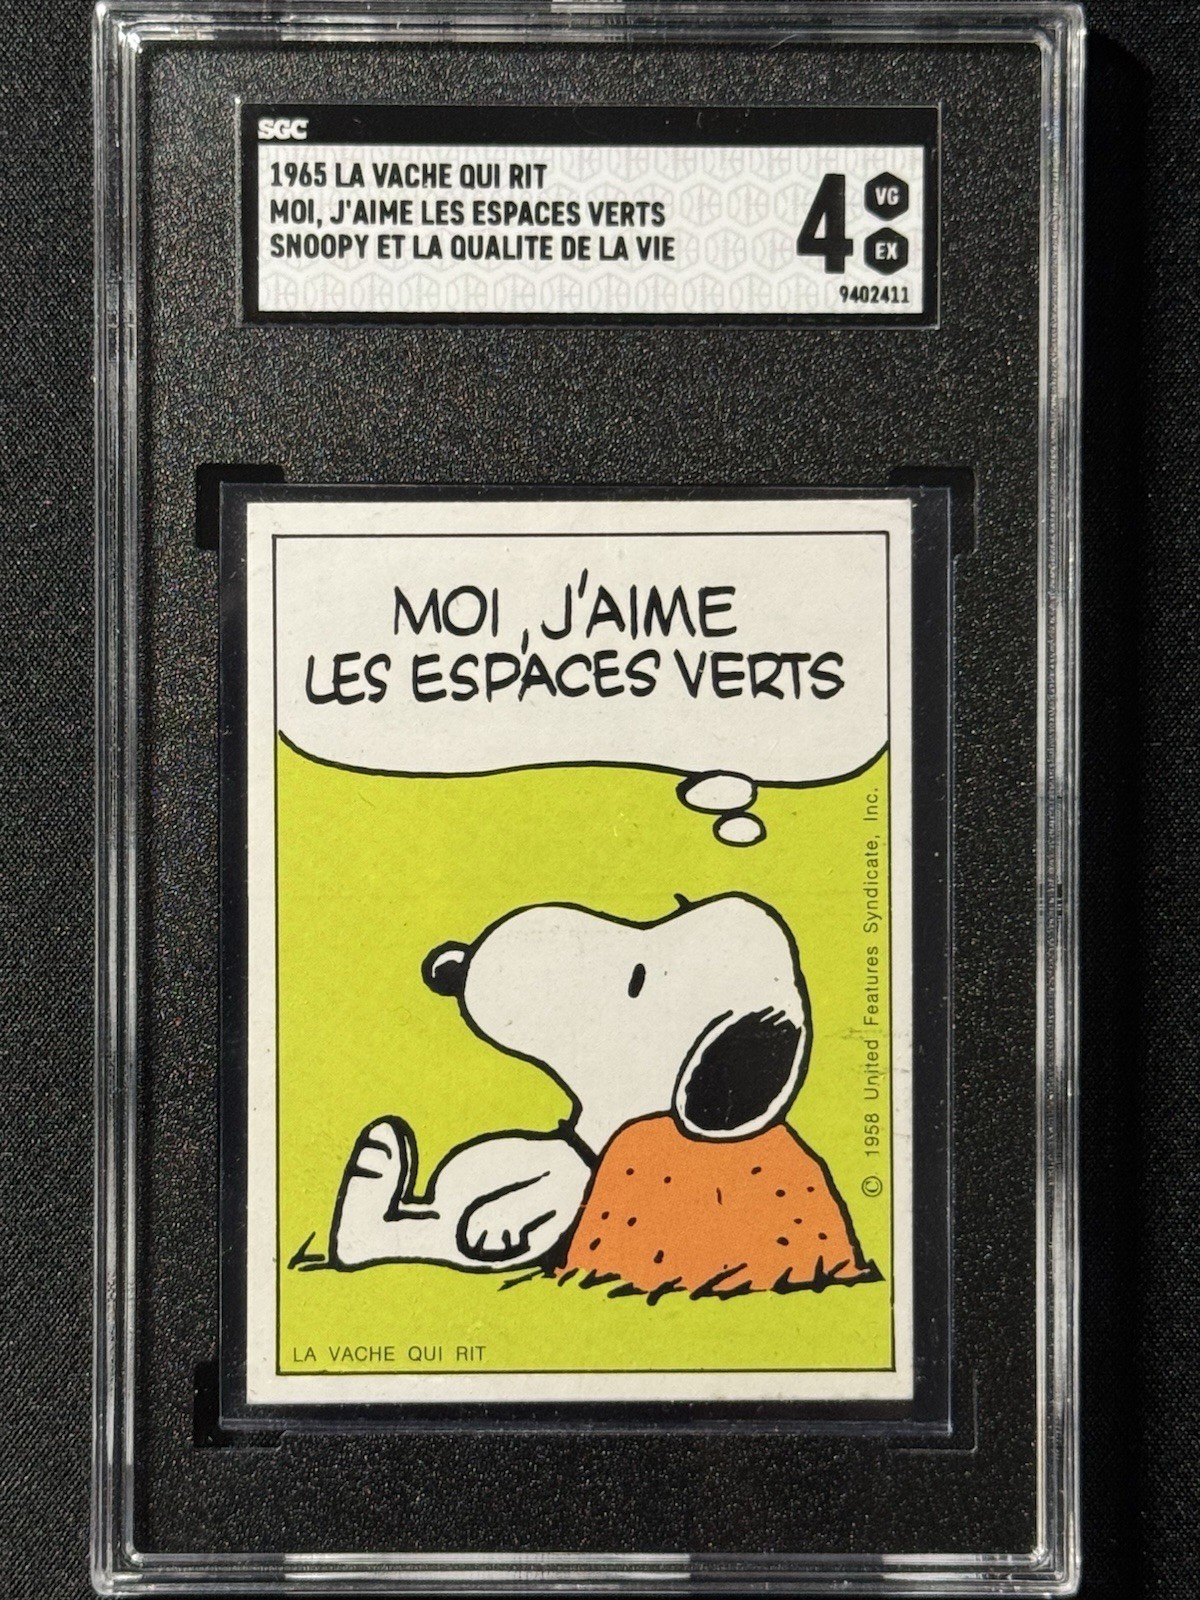 SGC
1965 LA VACHE QUI RIT
MOI, J'AIME LES ESPACES VERTS
SNOOPY ET LA QUALITE DE LA VIE
4
VG
EX
9402411
MOI, J'AIME
LES ESPACES VERTS
© 1958 United Features Syndicate, Inc.
LA VACHE QUI RIT